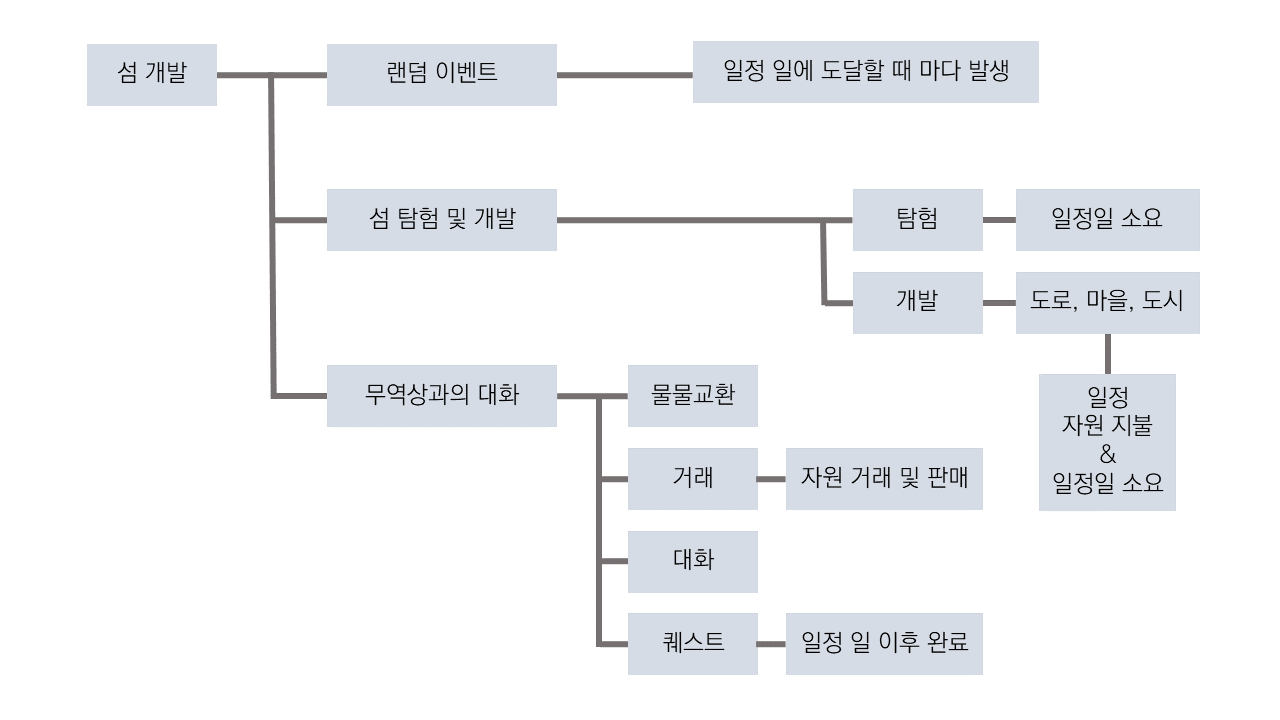 섬 개발
랜덤 이벤트
일정 일에 도달할 때 마다 발생
섬 탐험 및 개발
탐험
일정일 소요
개발
도로, 마을, 도시
일정
자원 지불
&
일정일 소요
무역상과의 대화
물물교환
거래
자원 거래 및 판매
대화
퀘스트
일정 일 이후 완료